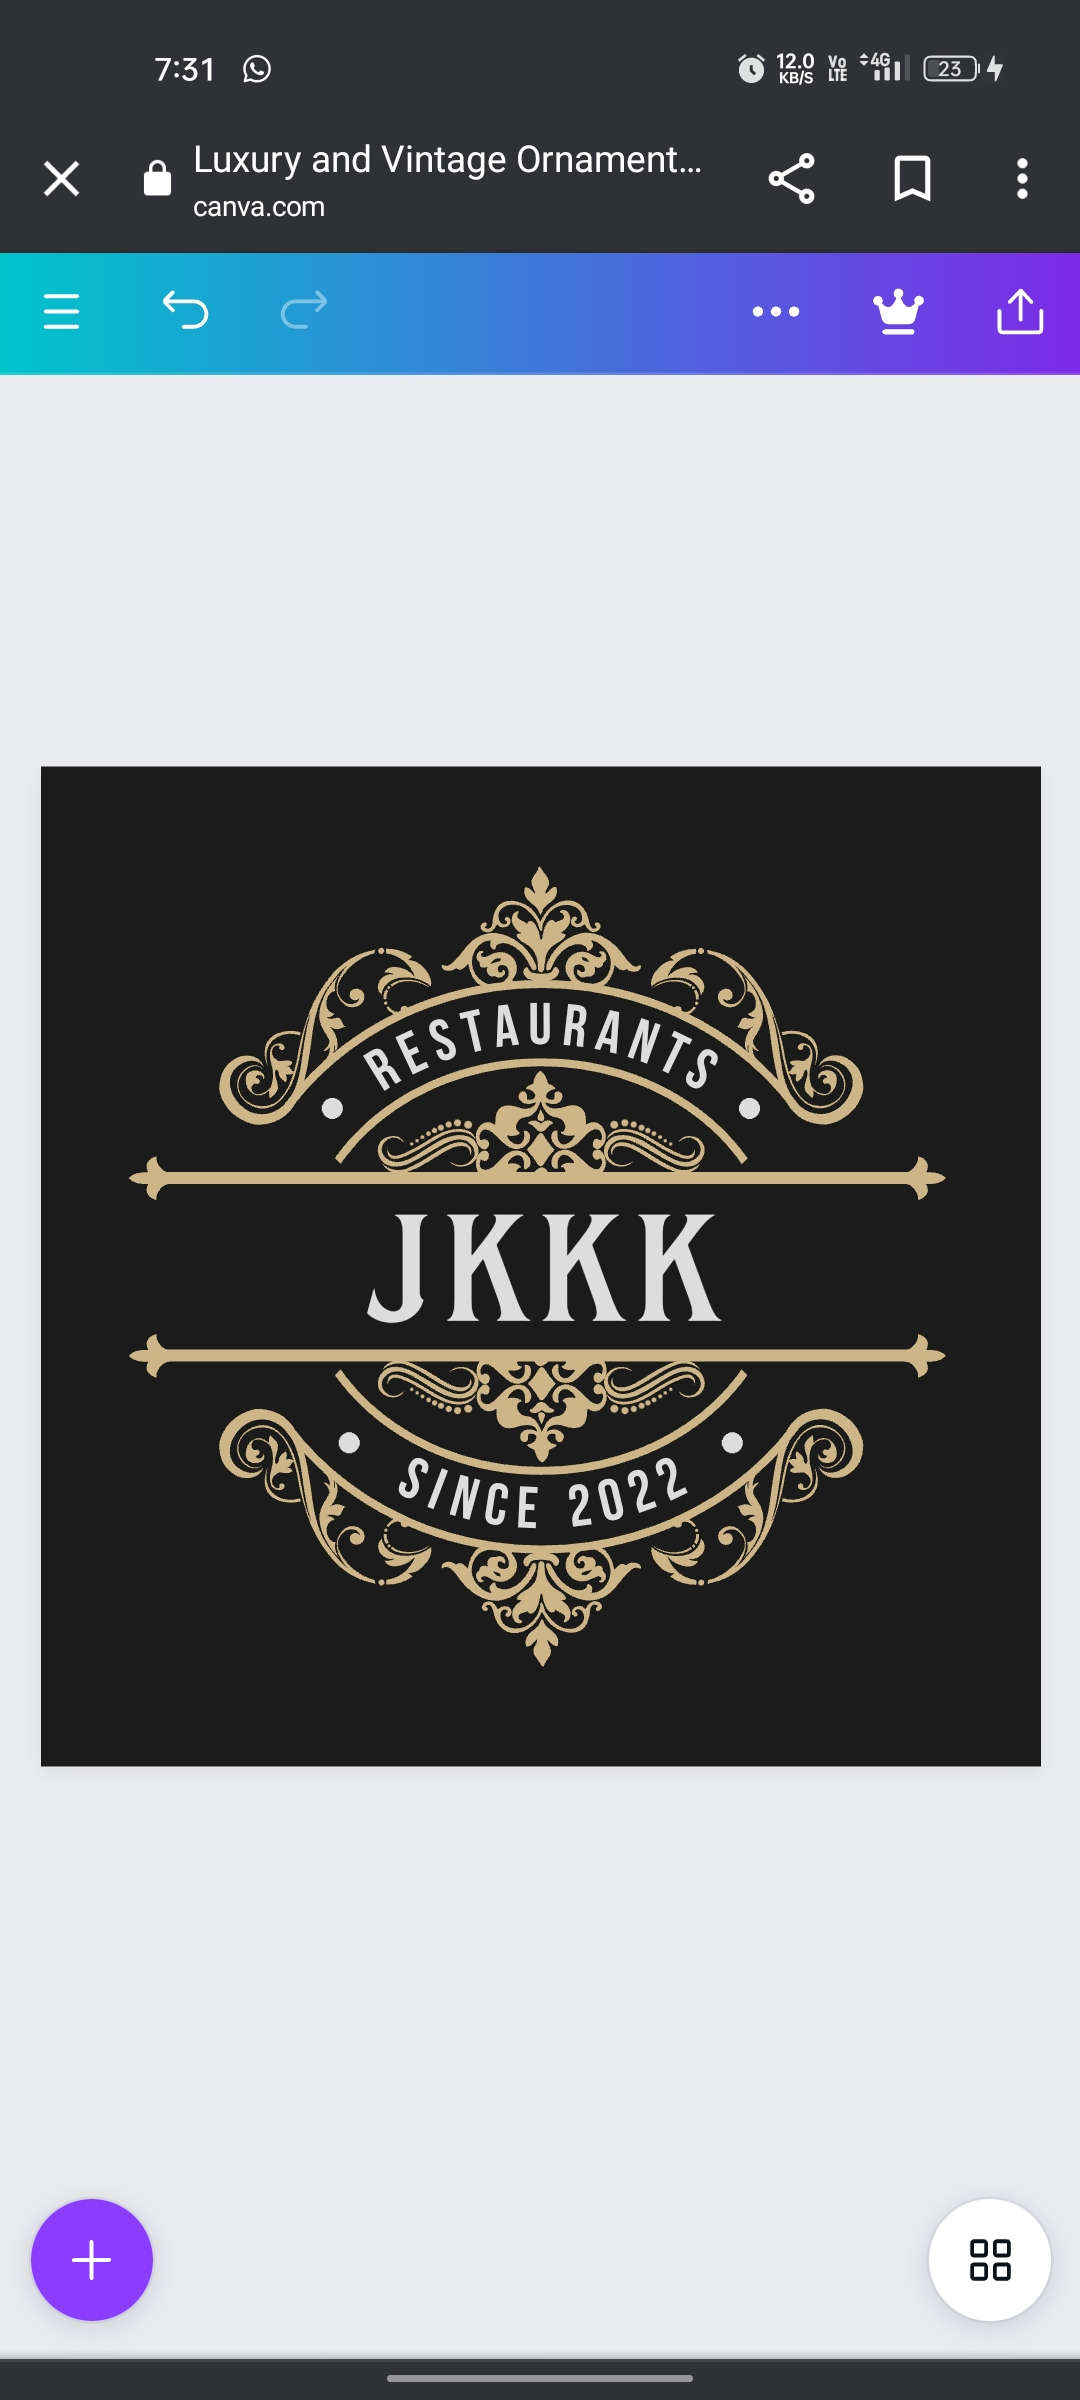 7:31
12.0
KB/S
Vo
LTE
4G
23
Luxury and Vintage Ornament...
canva.com
RESTAURANTS
JKKK
SINCE 2022